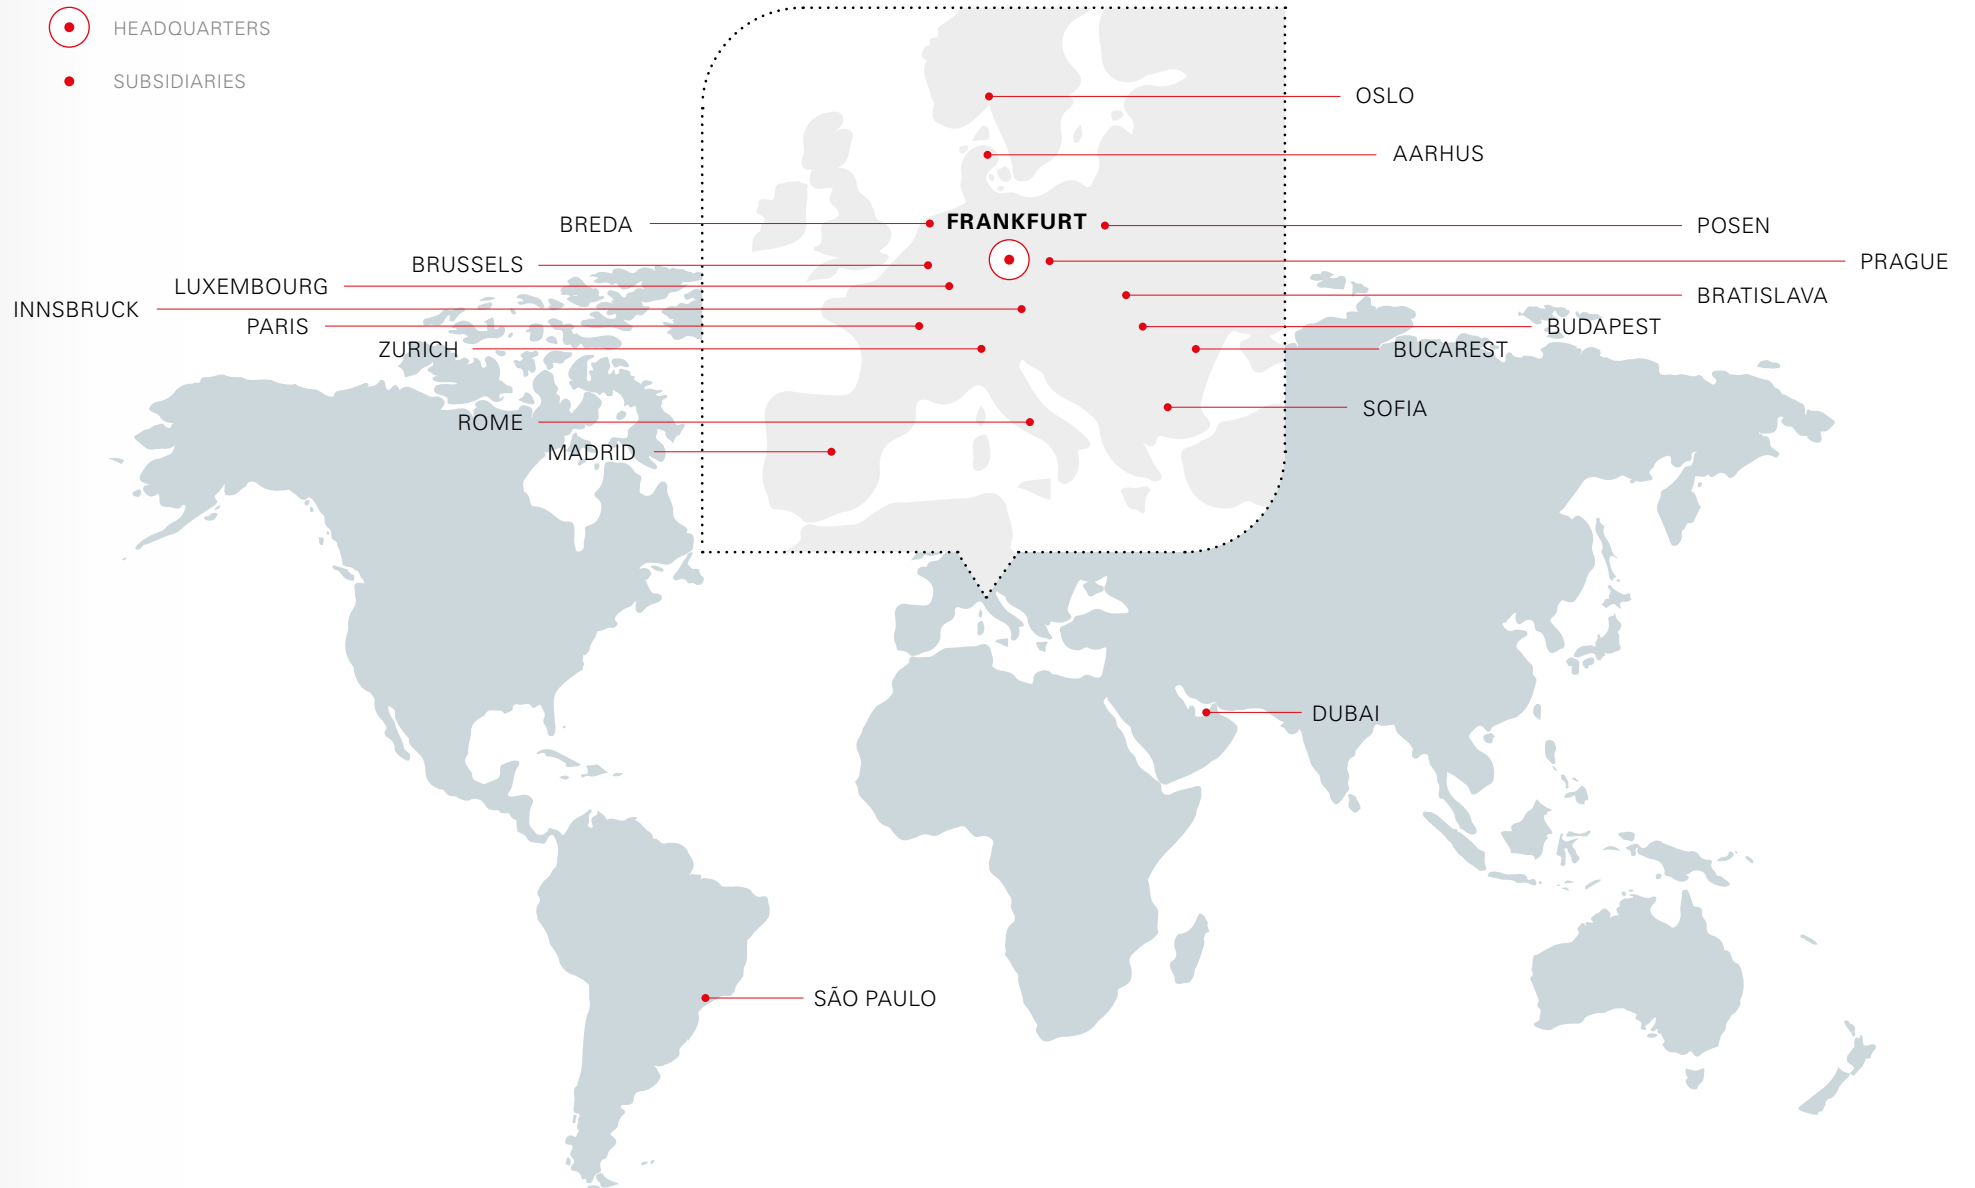 HEADQUARTERS
SUBSIDIARIES
OSLO
AARHUS
FRANKFURT
BREDA
POSEN
BRUSSELS
PRAGUE
LUXEMBOURG
BRATISLAVA
INNSBRUCK
PARIS
BUDAPEST
ZURICH
BUCAREST
SOFIA
ROME
MADRID
DUBAI
SÃO PAULO